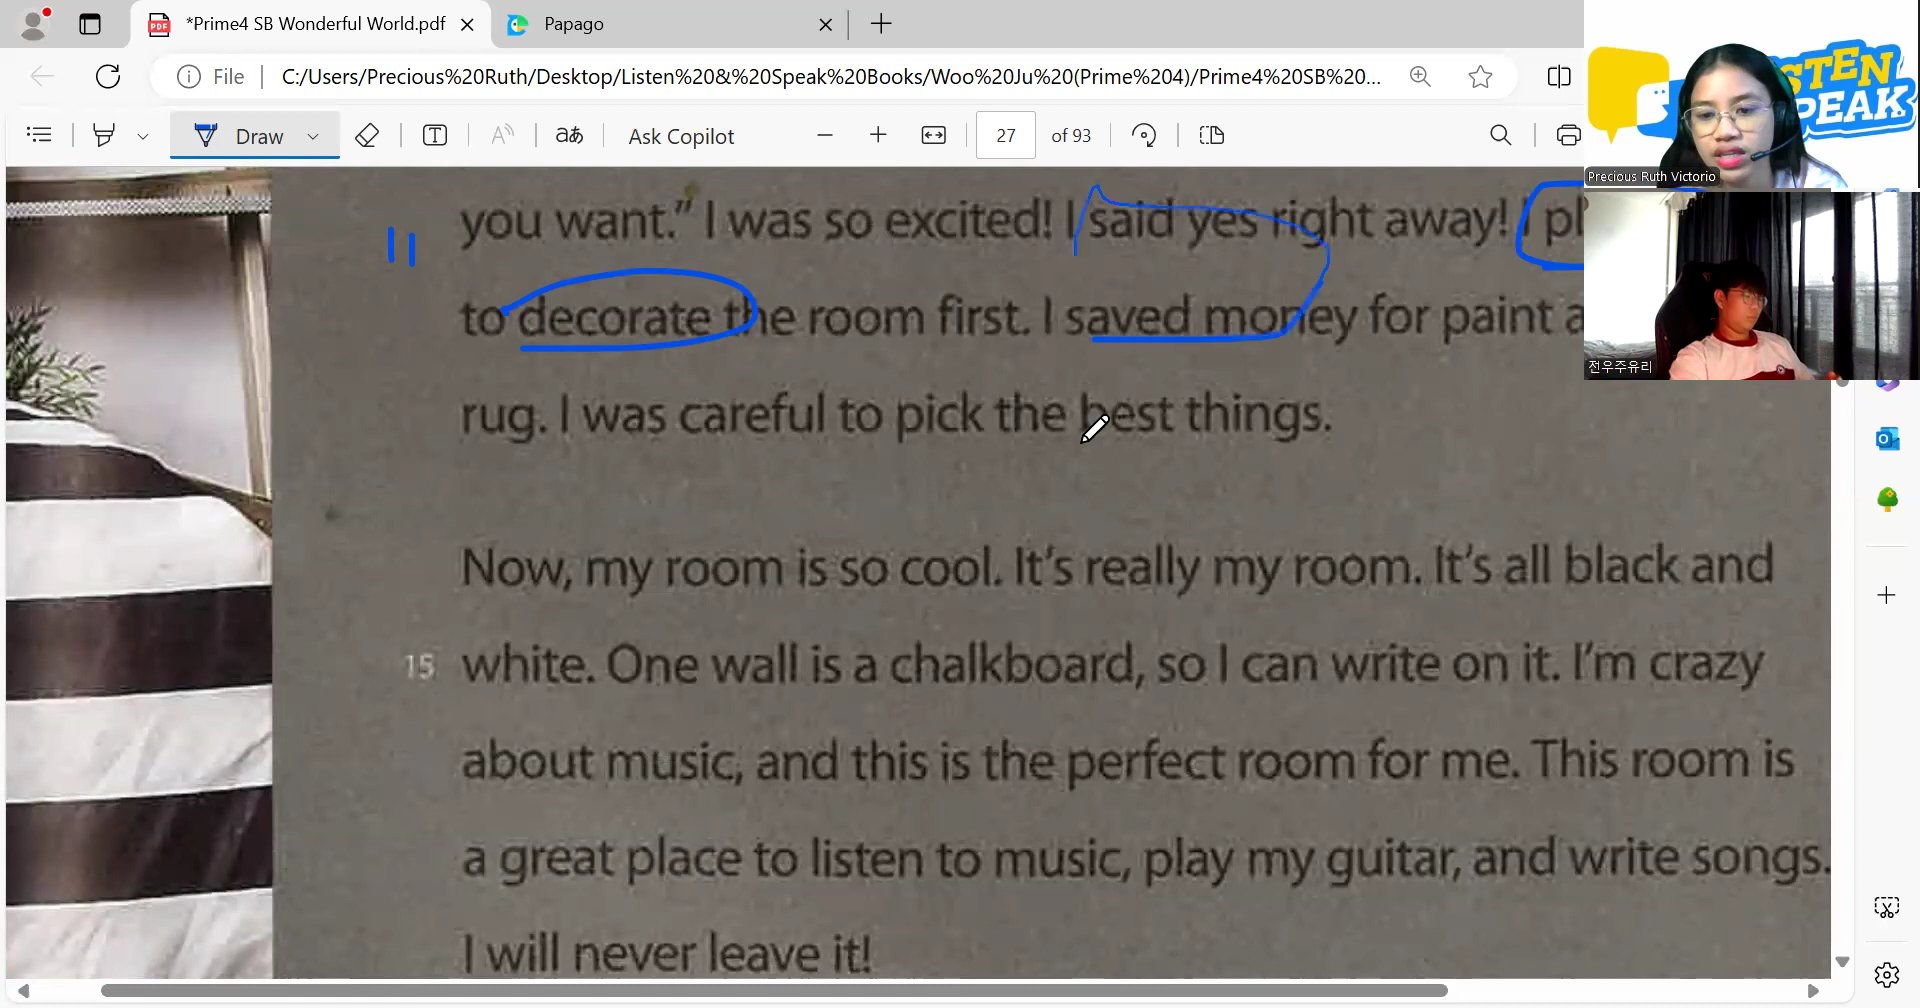 *Prime4 SB Wonderful World.pdf
Papago
File
C:/Users/Precious%20Ruth/Desktop/Listen%20&%20Speak%20Books/Woo%20Ju%20(Prime%204)/Prime4%20SB%20...
Draw
Ask Copilot
27 of 93
STEN
PEAK
Precious Ruth Victorio
전우주유리
you want." I was so excited! I said yes right away! I pl
11
to decorate the room first. I saved money for paint a
rug. I was careful to pick the best things.
Now, my room is so cool. It's really my room. It's all black and
15 white. One wall is a chalkboard, so I can write on it. I'm crazy
about music, and this is the perfect room for me. This room is
a great place to listen to music, play my guitar, and write songs.
I will never leave it!